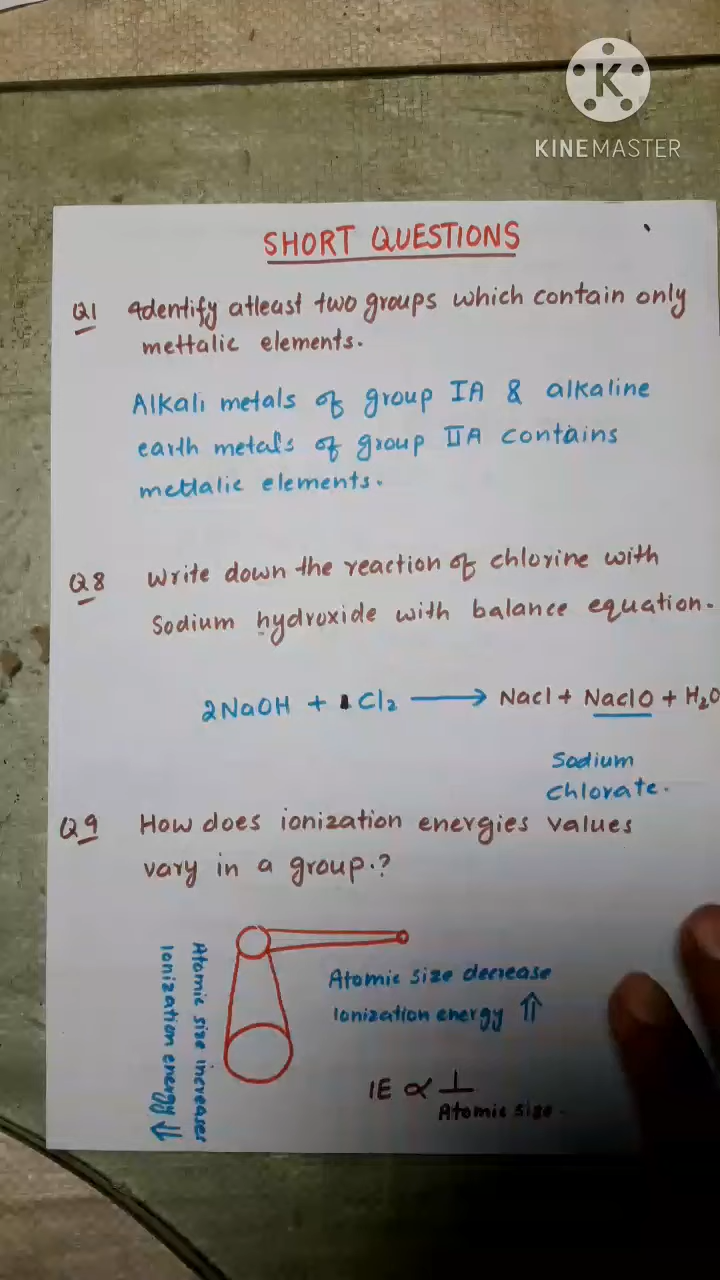 K
KINEMASTER
SHORT QUESTIONS
Q1 Identify atleast two groups which contain only
mettalic elements.
Alkali metals of group IA & alkaline
earth metals of group IIA contains
mettalic elements.
Q8 Write down the reaction of chlorine with
Sodium hydroxide with balance equation.
2NaOH + 1Cl₂ ⟶ Nacl + NaclO + H₂O
Sodium
chlorate.
Q9 How does ionization energies values
vary in a group.?
Atomic size increases
Ionization energy ⇓
Atomic size decrease
Ionization energy ⇑
IE ∝ 1
Atomic size.